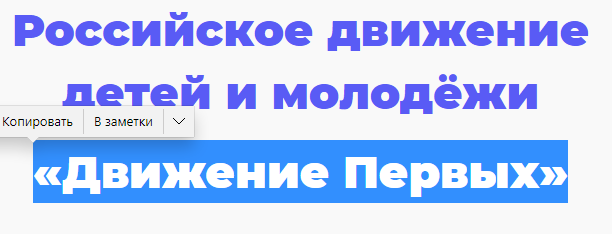 Российское движение
детей и молодёжи
Копировать
В заметки
«Движение Первых»